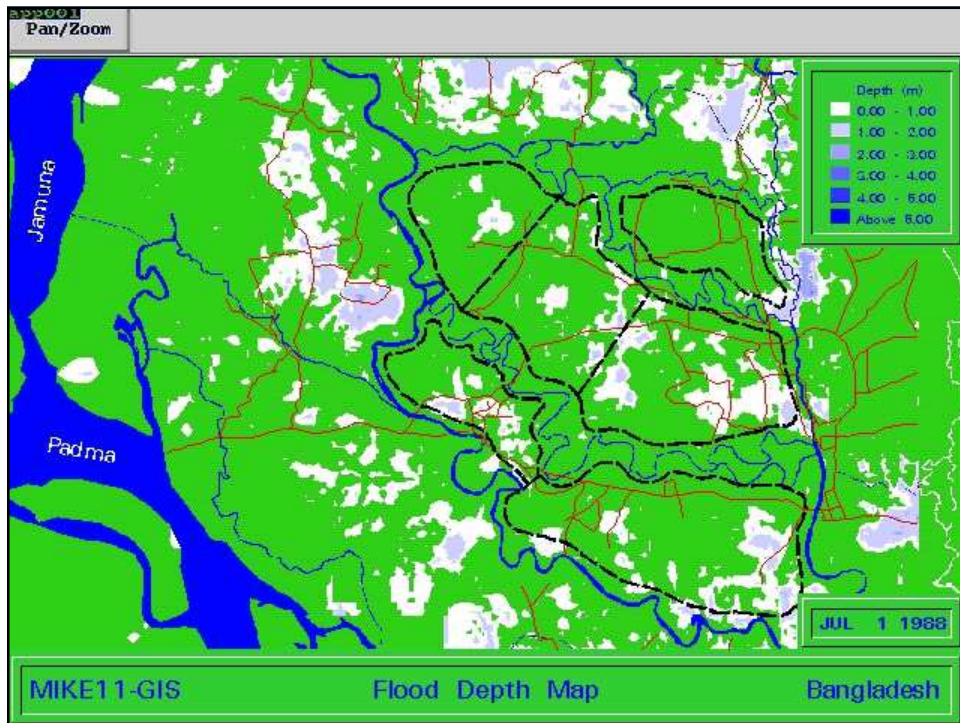 app001
Pan/Zoom
Depth (m)
0.00 - 1.00
1.00 - 2.00
2.00 - 3.00
3.00 - 4.00
4.00 - 5.00
Above 5.00
Jamuna
Padma
JUL 1 1988
MIKE11-GIS
Flood Depth Map
Bangladesh